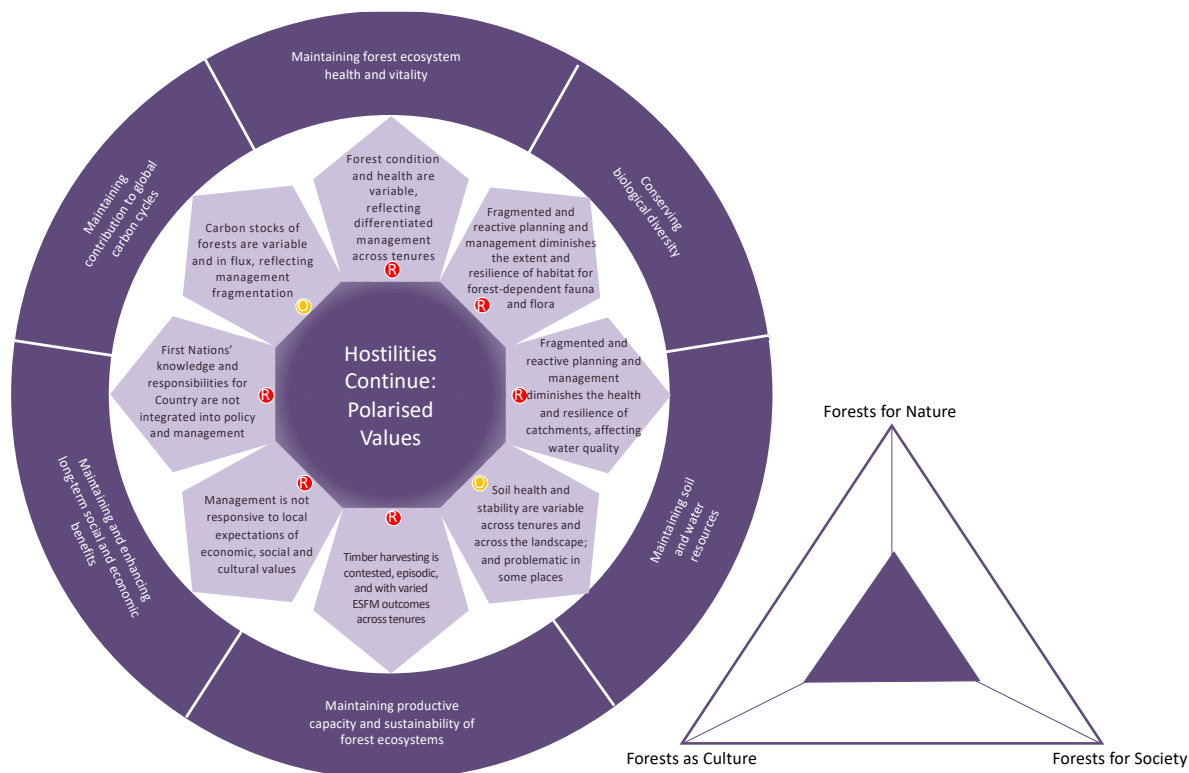 Maintaining forest ecosystem
health and vitality
Conserving
biological diversity
Maintaining soil
and water
resources
Maintaining productive
capacity and sustainability of
forest ecosystems
Maintaining and enhancing
long-term social and economic
benefits
Maintaining
contribution to global
carbon cycles
Forest condition
and health are
variable,
reflecting
differentiated
management
across tenures
R
Fragmented and
reactive planning and
management diminishes
the extent and
resilience of habitat for
forest-dependent fauna
and flora
R
Fragmented and
reactive planning and
management
diminishes the health
and resilience of
catchments, affecting
water quality
R
Soil health and
stability are variable
across tenures and
across the landscape;
and problematic in
some places
O
Timber harvesting is
contested, episodic,
and with varied
ESFM outcomes
across tenures
R
Management is not
responsive to local
expectations of
economic, social and
cultural values
R
First Nations’
knowledge and
responsibilities for
Country are not
integrated into policy
and management
R
Carbon stocks of
forests are variable
and in flux, reflecting
management
fragmentation
O
Hostilities
Continue:
Polarised
Values
Forests for Nature
Forests as Culture
Forests for Society